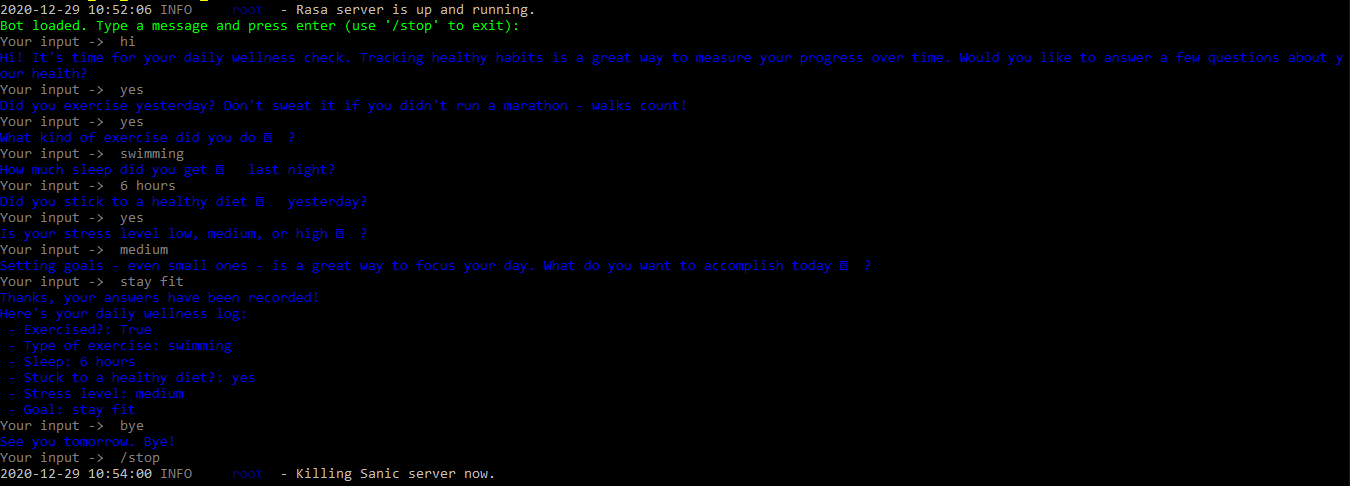 2020-12-29 10:52:06 INFO     root  - Rasa server is up and running.
Bot loaded. Type a message and press enter (use '/stop' to exit):
Your input ->  hi
Hi! It's time for your daily wellness check. Tracking healthy habits is a great way to measure your progress over time. Would you like to answer a few questions about y
our health?
Your input ->  yes
Did you exercise yesterday? Don't sweat it if you didn't run a marathon - walks count!
Your input ->  yes
What kind of exercise did you do ?
Your input ->  swimming
How much sleep did you get last night?
Your input ->  6 hours
Did you stick to a healthy diet yesterday?
Your input ->  yes
Is your stress level low, medium, or high ?
Your input ->  medium
Setting goals - even small ones - is a great way to focus your day. What do you want to accomplish today ?
Your input ->  stay fit
Thanks, your answers have been recorded!
Here's your daily wellness log:
 - Exercised?: True
 - Type of exercise: swimming
 - Sleep: 6 hours
 - Stuck to a healthy diet?: yes
 - Stress level: medium
 - Goal: stay fit
Your input ->  bye
See you tomorrow. Bye!
Your input ->  /stop
2020-12-29 10:54:00 INFO     root  - Killing Sanic server now.